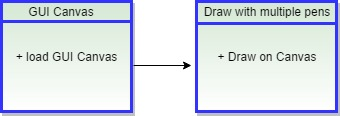 GUI Canvas
+ load GUI Canvas
Draw with multiple pens
+ Draw on Canvas